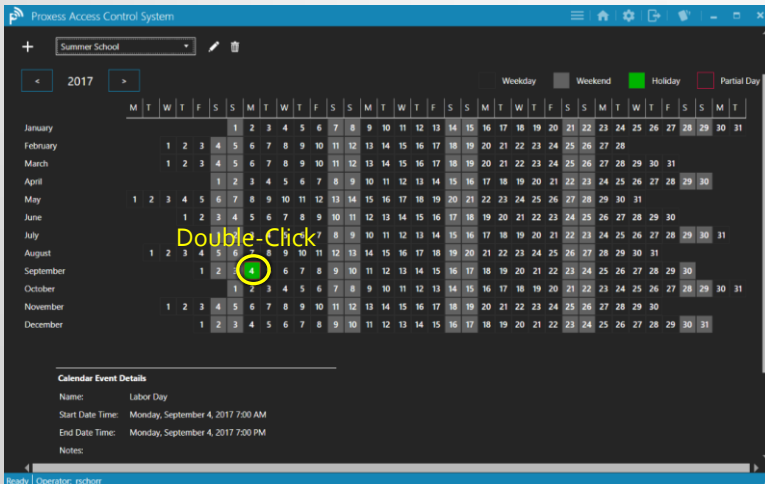 Proxess Access Control System
Summer School
< 2017 > Weekday Weekend Holiday Partial Day
M T W T F S S M T W T F S S M T W T F S S M T W T F S S M T W T F S S M T
January 1 2 3 4 5 6 7 8 9 10 11 12 13 14 15 16 17 18 19 20 21 22 23 24 25 26 27 28 29 30 31
February 1 2 3 4 5 6 7 8 9 10 11 12 13 14 15 16 17 18 19 20 21 22 23 24 25 26 27 28
March 1 2 3 4 5 6 7 8 9 10 11 12 13 14 15 16 17 18 19 20 21 22 23 24 25 26 27 28 29 30 31
April 1 2 3 4 5 6 7 8 9 10 11 12 13 14 15 16 17 18 19 20 21 22 23 24 25 26 27 28 29 30
May 1 2 3 4 5 6 7 8 9 10 11 12 13 14 15 16 17 18 19 20 21 22 23 24 25 26 27 28 29 30 31
June 1 2 3 4 5 6 7 8 9 10 11 12 13 14 15 16 17 18 19 20 21 22 23 24 25 26 27 28 29 30
July 7 8 9 10 11 12 13 14 15 16 17 18 19 20 21 22 23 24 25 26 27 28 29 30 31
Double-Click
August 1 2 3 4 5 6 7 8 9 10 11 12 13 14 15 16 17 18 19 20 21 22 23 24 25 26 27 28 29 30 31
September 1 2 3 4 6 7 8 9 10 11 12 13 14 15 16 17 18 19 20 21 22 23 24 25 26 27 28 29 30
October 1 2 3 4 5 6 7 8 9 10 11 12 13 14 15 16 17 18 19 20 21 22 23 24 25 26 27 28 29 30 31
November 1 2 3 4 5 6 7 8 9 10 11 12 13 14 15 16 17 18 19 20 21 22 23 24 25 26 27 28 29 30
December 1 2 3 4 5 6 7 8 9 10 11 12 13 14 15 16 17 18 19 20 21 22 23 24 25 26 27 28 29 30 31
Calendar Event Details
Name: Labor Day
Start Date Time: Monday, September 4, 2017 7:00 AM
End Date Time: Monday, September 4, 2017 7:00 PM
Notes:
Ready Operator: rschorr